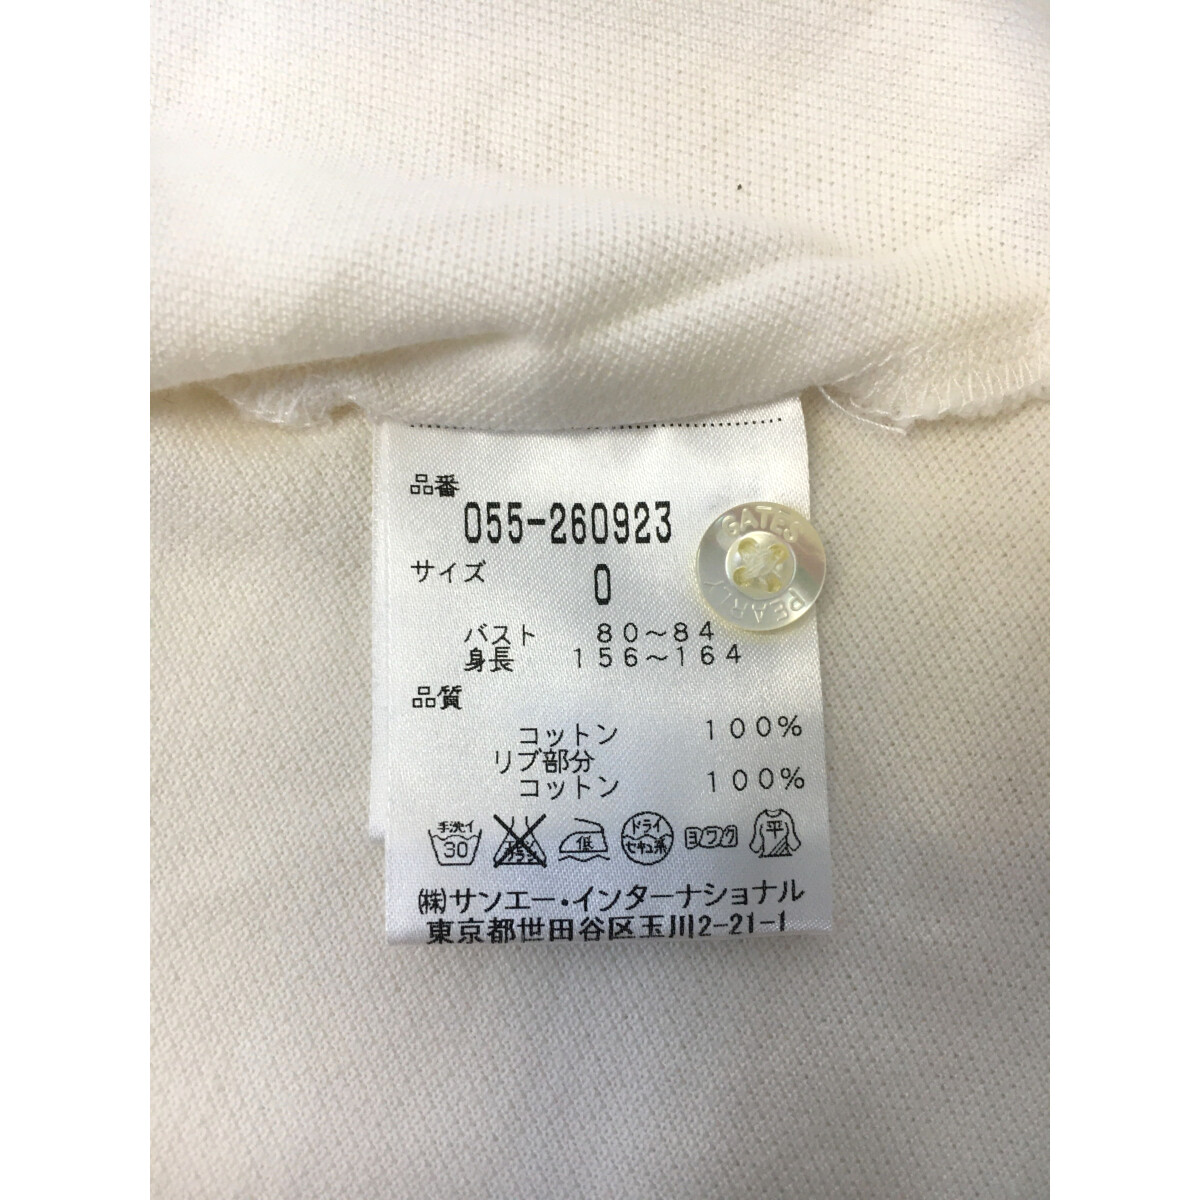 品番
055-260923
サイズ
0
バスト 80~84
身長 156~164
品質
コットン 100%
リブ部分
コットン 100%
手洗イ
30
低
ドライ
セキユ系
ヨワク
平
㈱サンエー・インターナショナル
東京都世田谷区玉川2-21-1
GATES
PEARLY